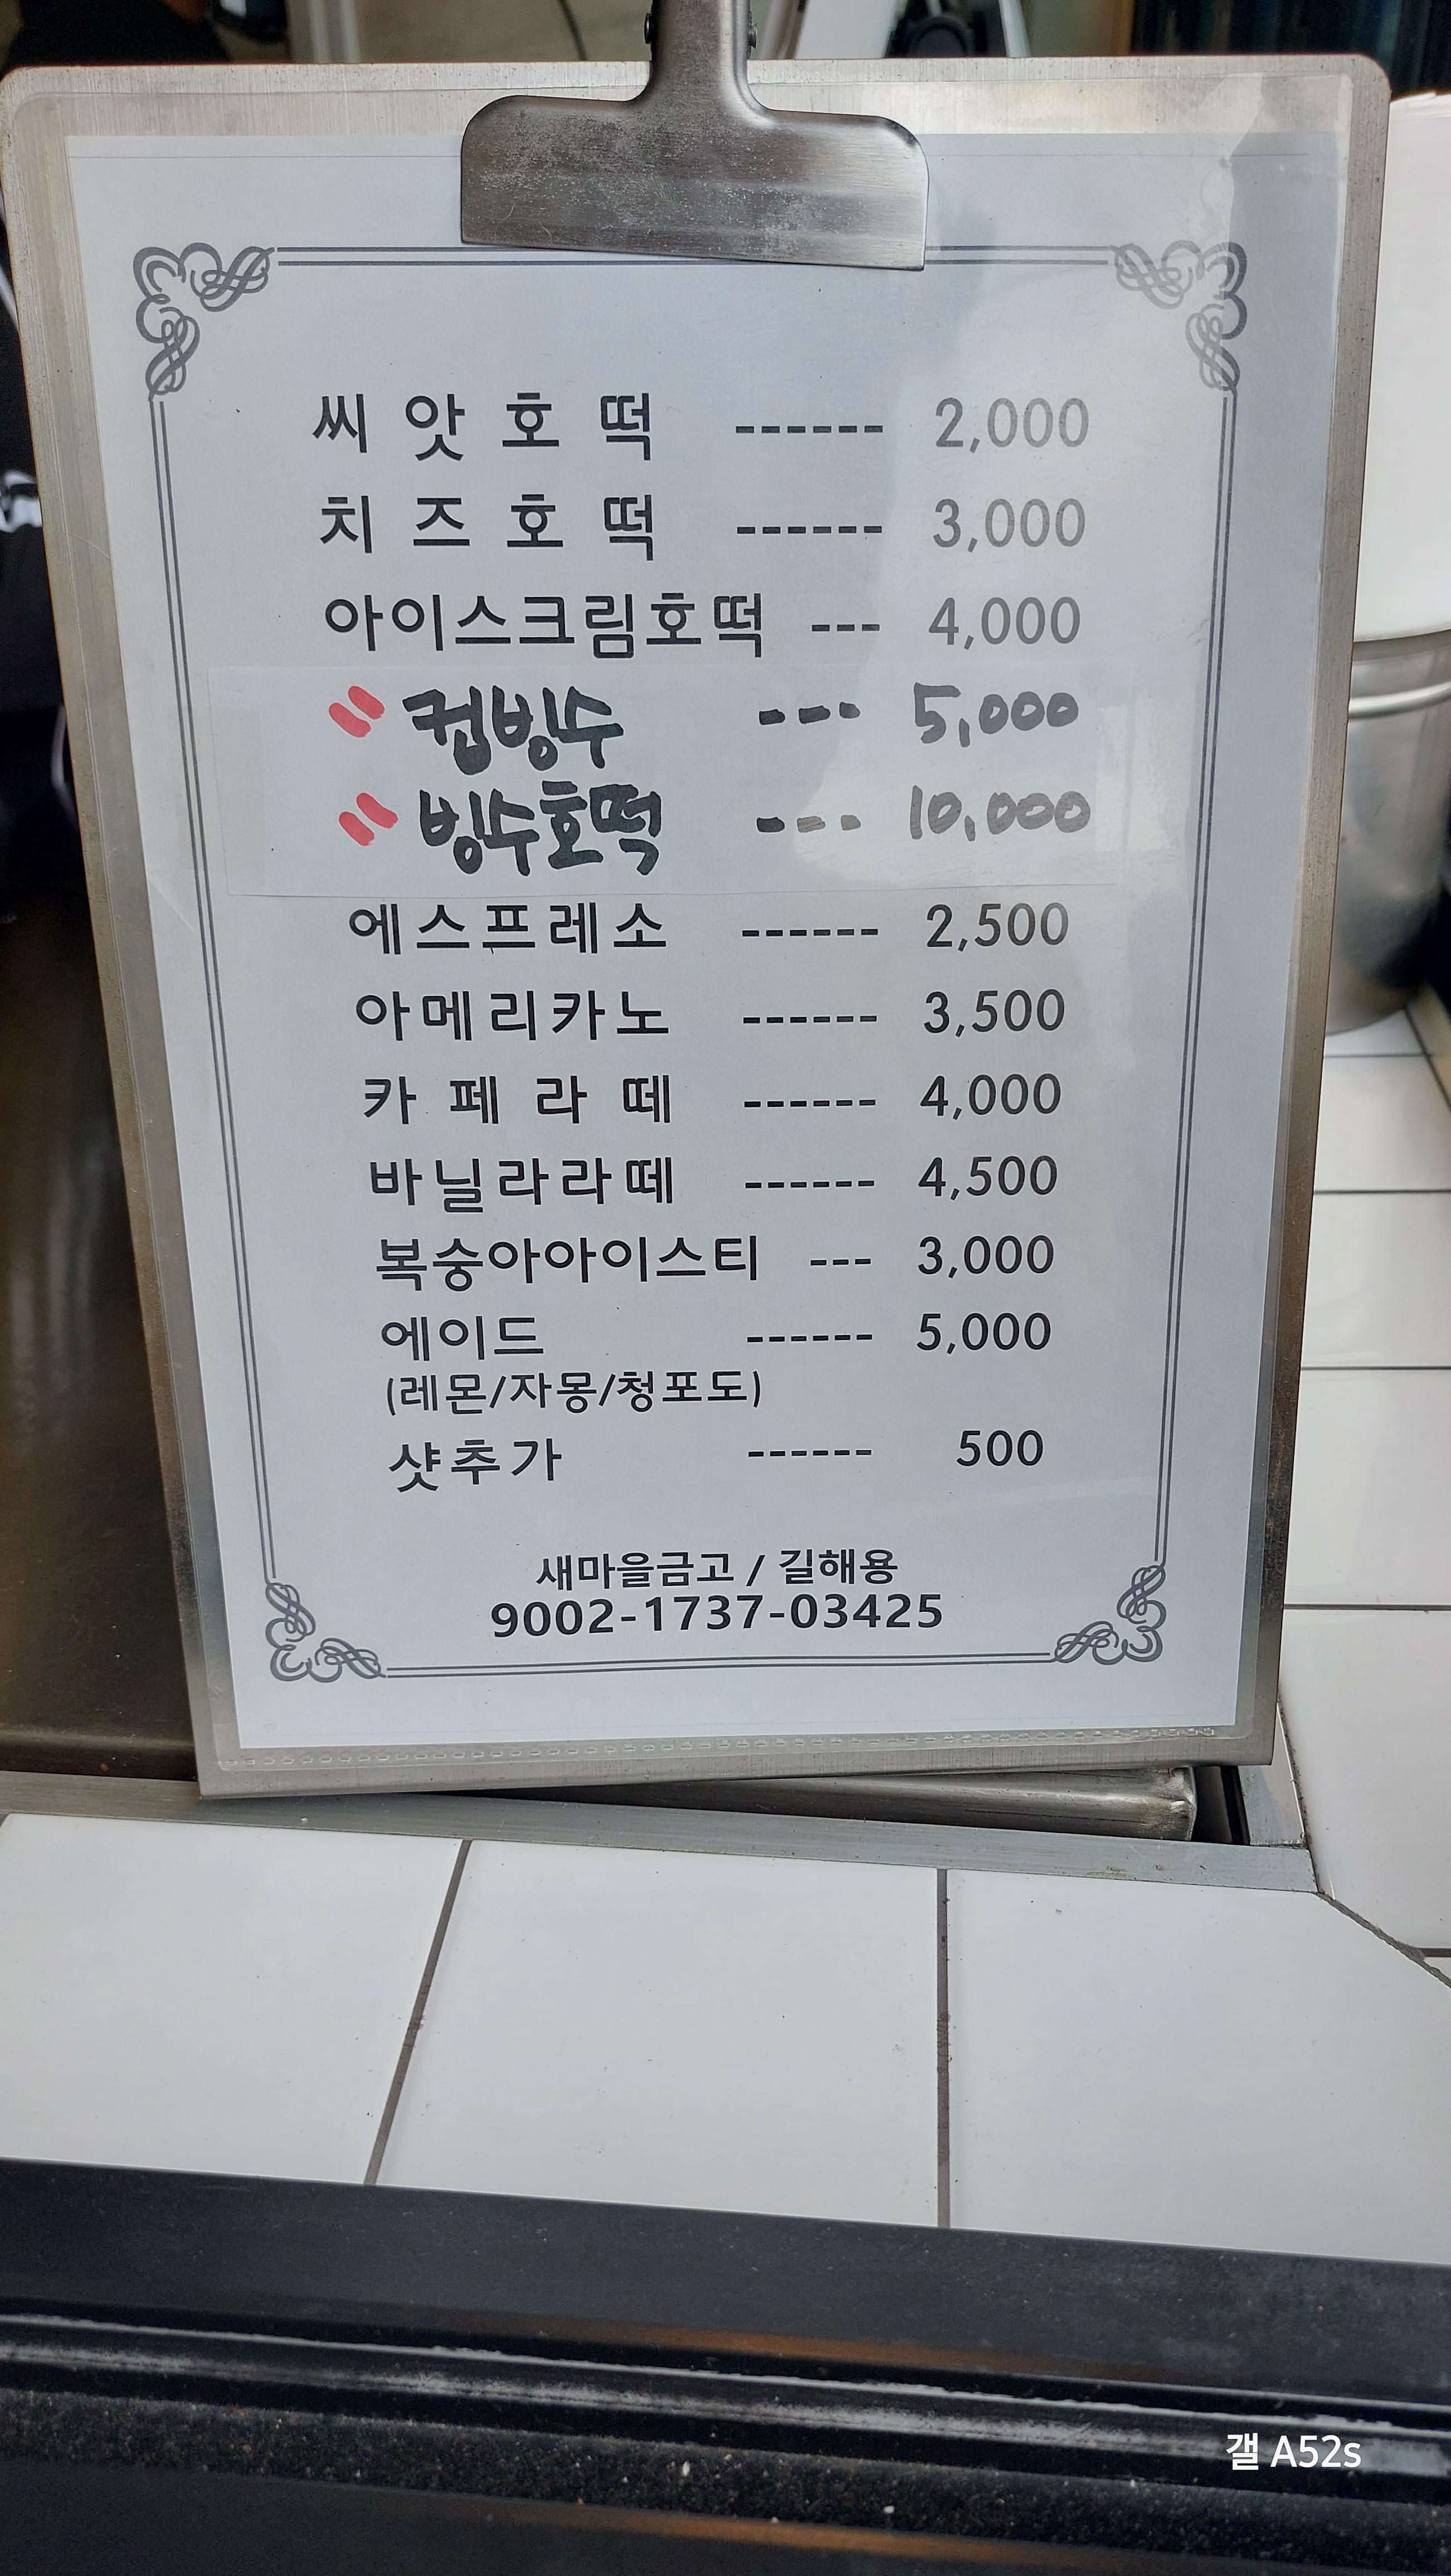 씨앗호떡 ------ 2,000
치즈호떡 ------ 3,000
아이스크림호떡 --- 4,000
〃 컵빙수 --- 5,000
〃 빙수호떡 --- 10,000
에스프레소 ------ 2,500
아메리카노 ------ 3,500
카페라떼 ------ 4,000
바닐라라떼 ------ 4,500
복숭아아이스티 --- 3,000
에이드 ------ 5,000
(레몬/자몽/청포도)
샷추가 ------ 500
새마을금고 / 길해용
9002-1737-03425
갤 A52s